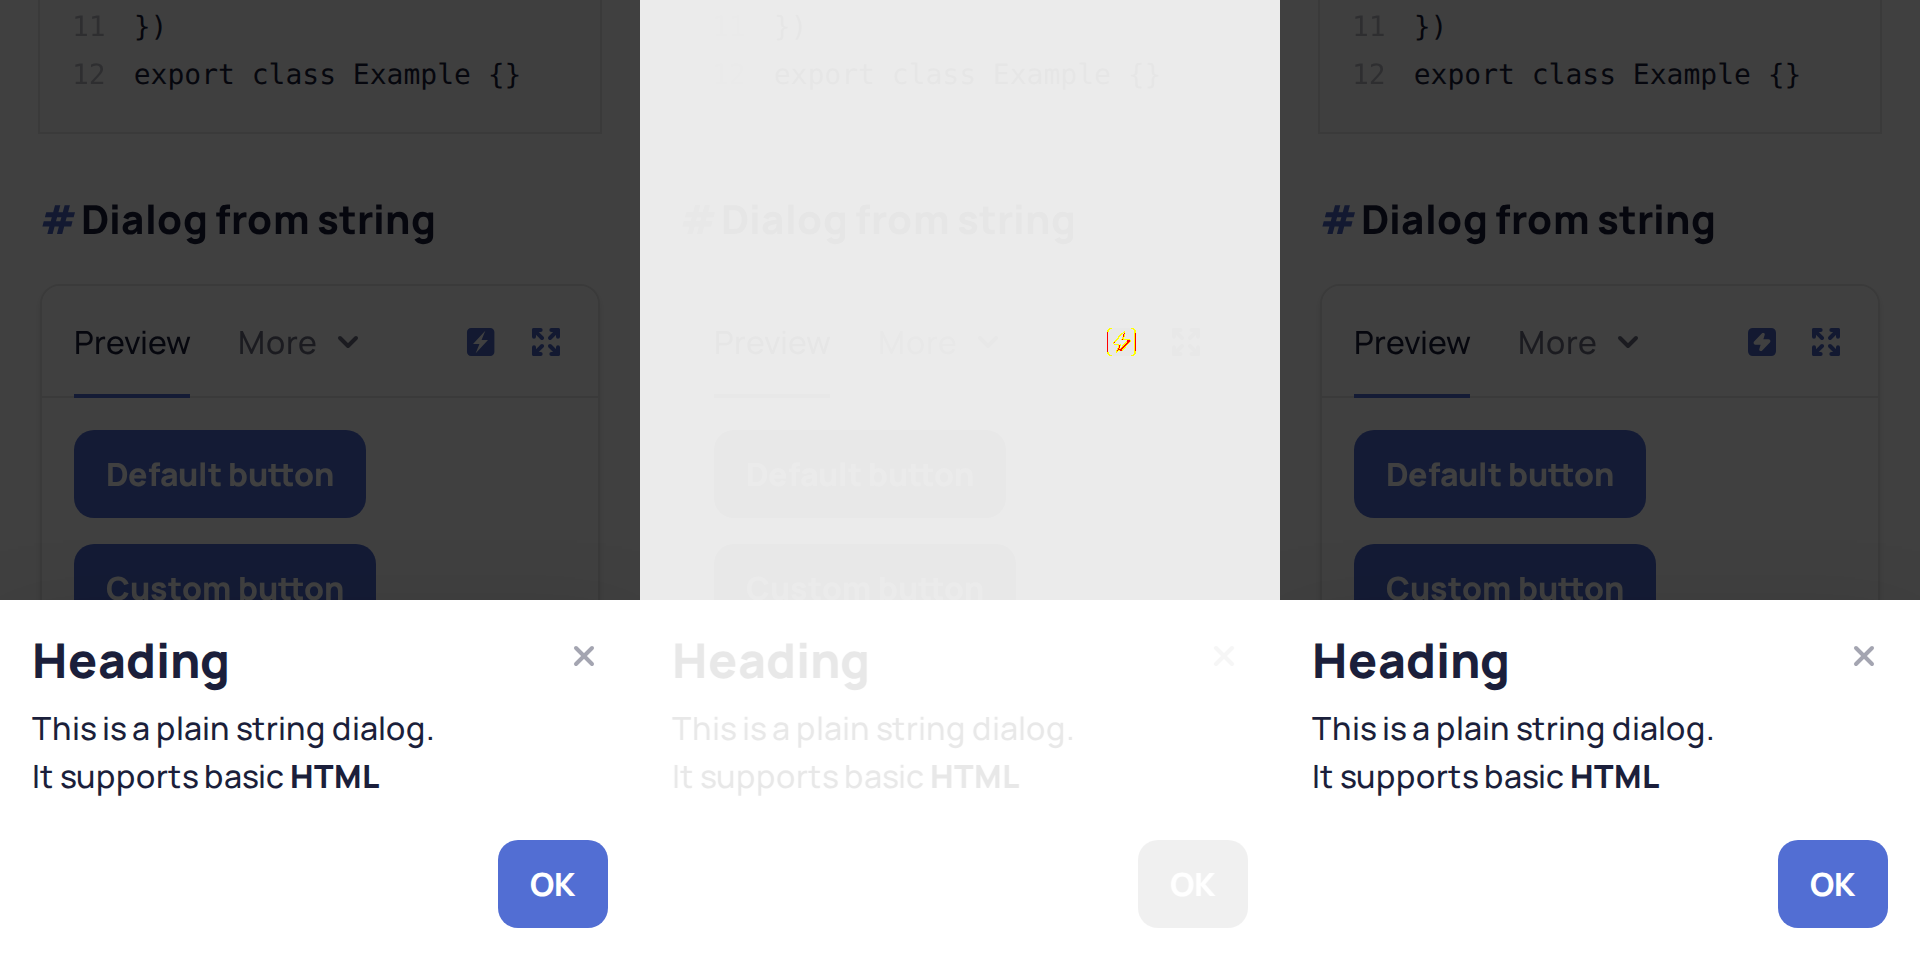 11 })
12 export class Example {}
# Dialog from string
Preview More
Default button
Custom button
Heading
This is a plain string dialog.
It supports basic HTML
OK
})
export class Example {}
# Dialog from string
Preview More
Default button
Custom button
Heading
This is a plain string dialog.
It supports basic HTML
OK
11 })
12 export class Example {}
# Dialog from string
Preview More
Default button
Custom button
Heading
This is a plain string dialog.
It supports basic HTML
OK